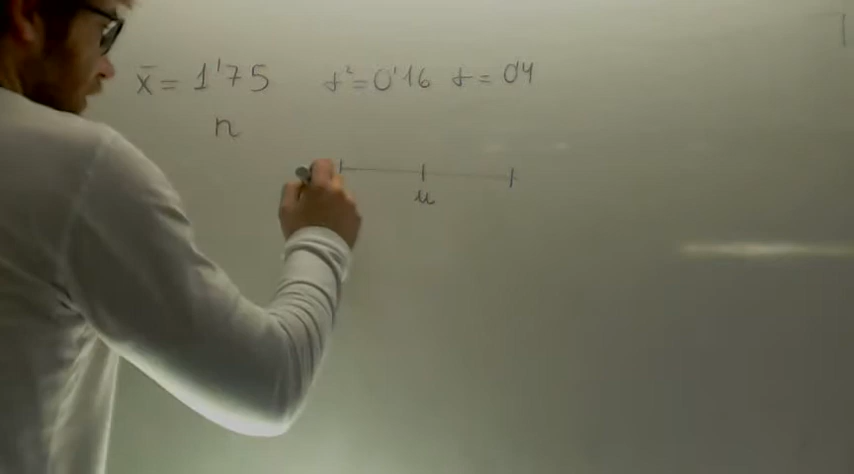 x̄ = 1'75 s²=0'16 s = 0'4
n
μ